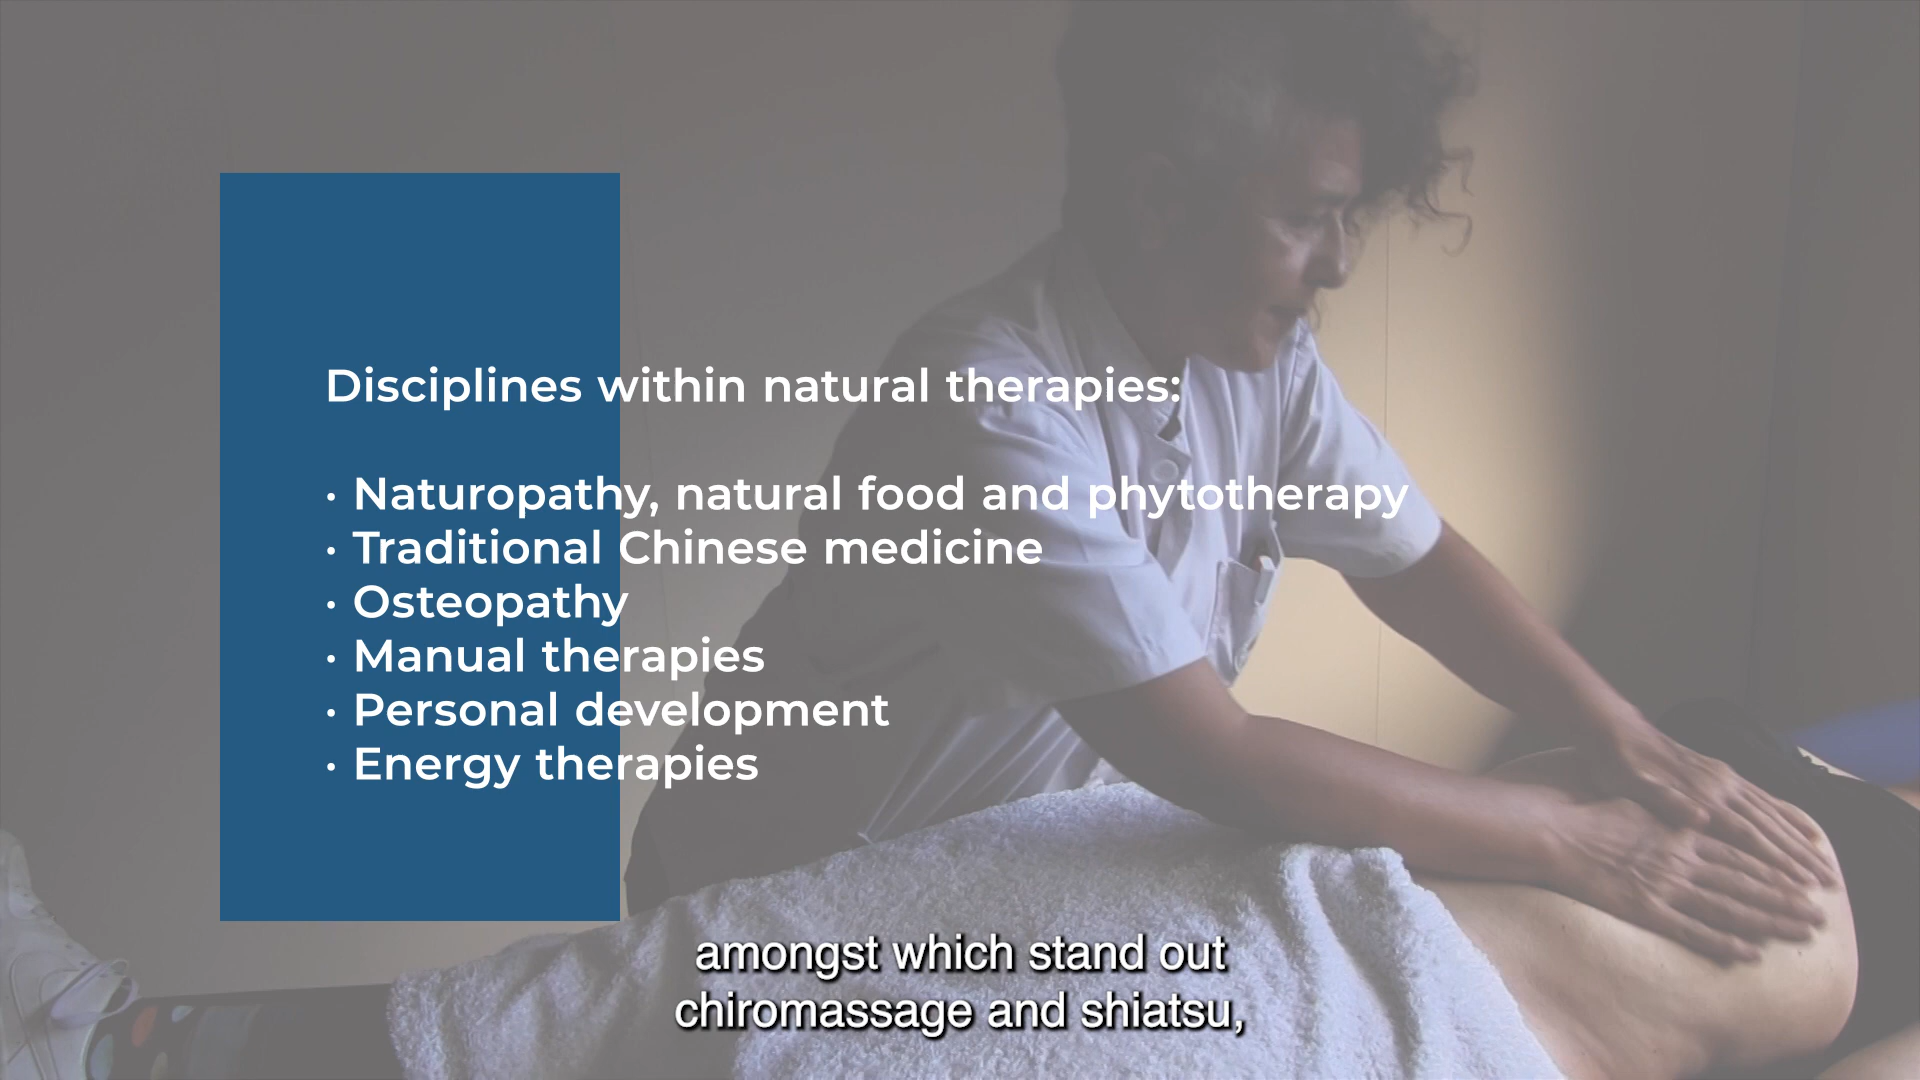 Disciplines within natural therapies:
· Naturopathy, natural food and phytotherapy
· Traditional Chinese medicine
· Osteopathy
· Manual therapies
· Personal development
· Energy therapies
amongst which stand out
chiromassage and shiatsu,